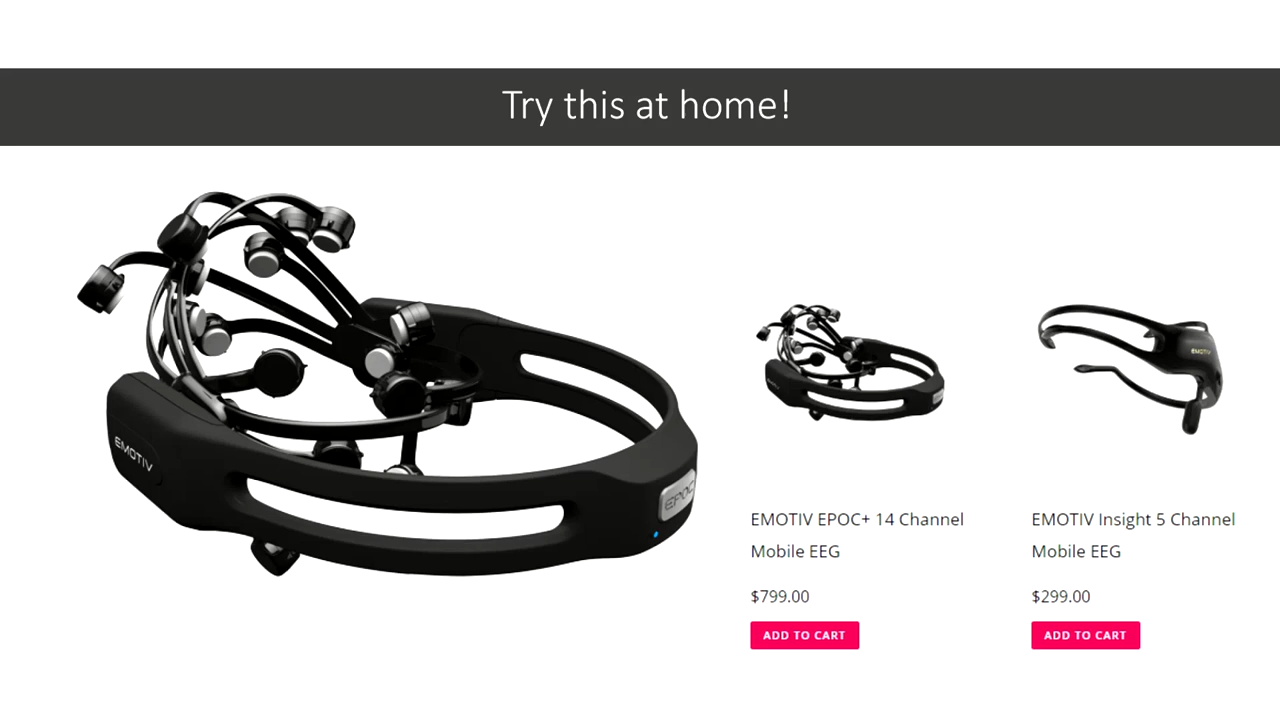 Try this at home!
EMOTIV
EPOC
EMOTIV
EMOTIV EPOC+ 14 Channel
Mobile EEG
$799.00
ADD TO CART
EMOTIV Insight 5 Channel
Mobile EEG
$299.00
ADD TO CART